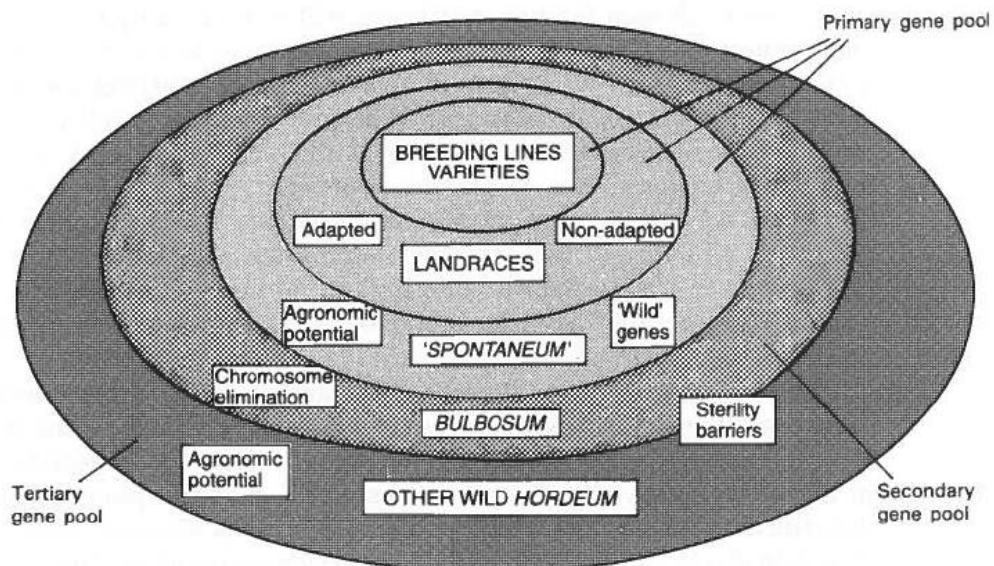 Primary gene pool
BREEDING LINES
VARIETIES
Adapted
Non-adapted
LANDRACES
Agronomic
potential
'Wild'
genes
'SPONTANEUM'
Chromosome
elimination
BULBOSUM
Sterility
barriers
Agronomic
potential
OTHER WILD HORDEUM
Tertiary
gene pool
Secondary
gene pool